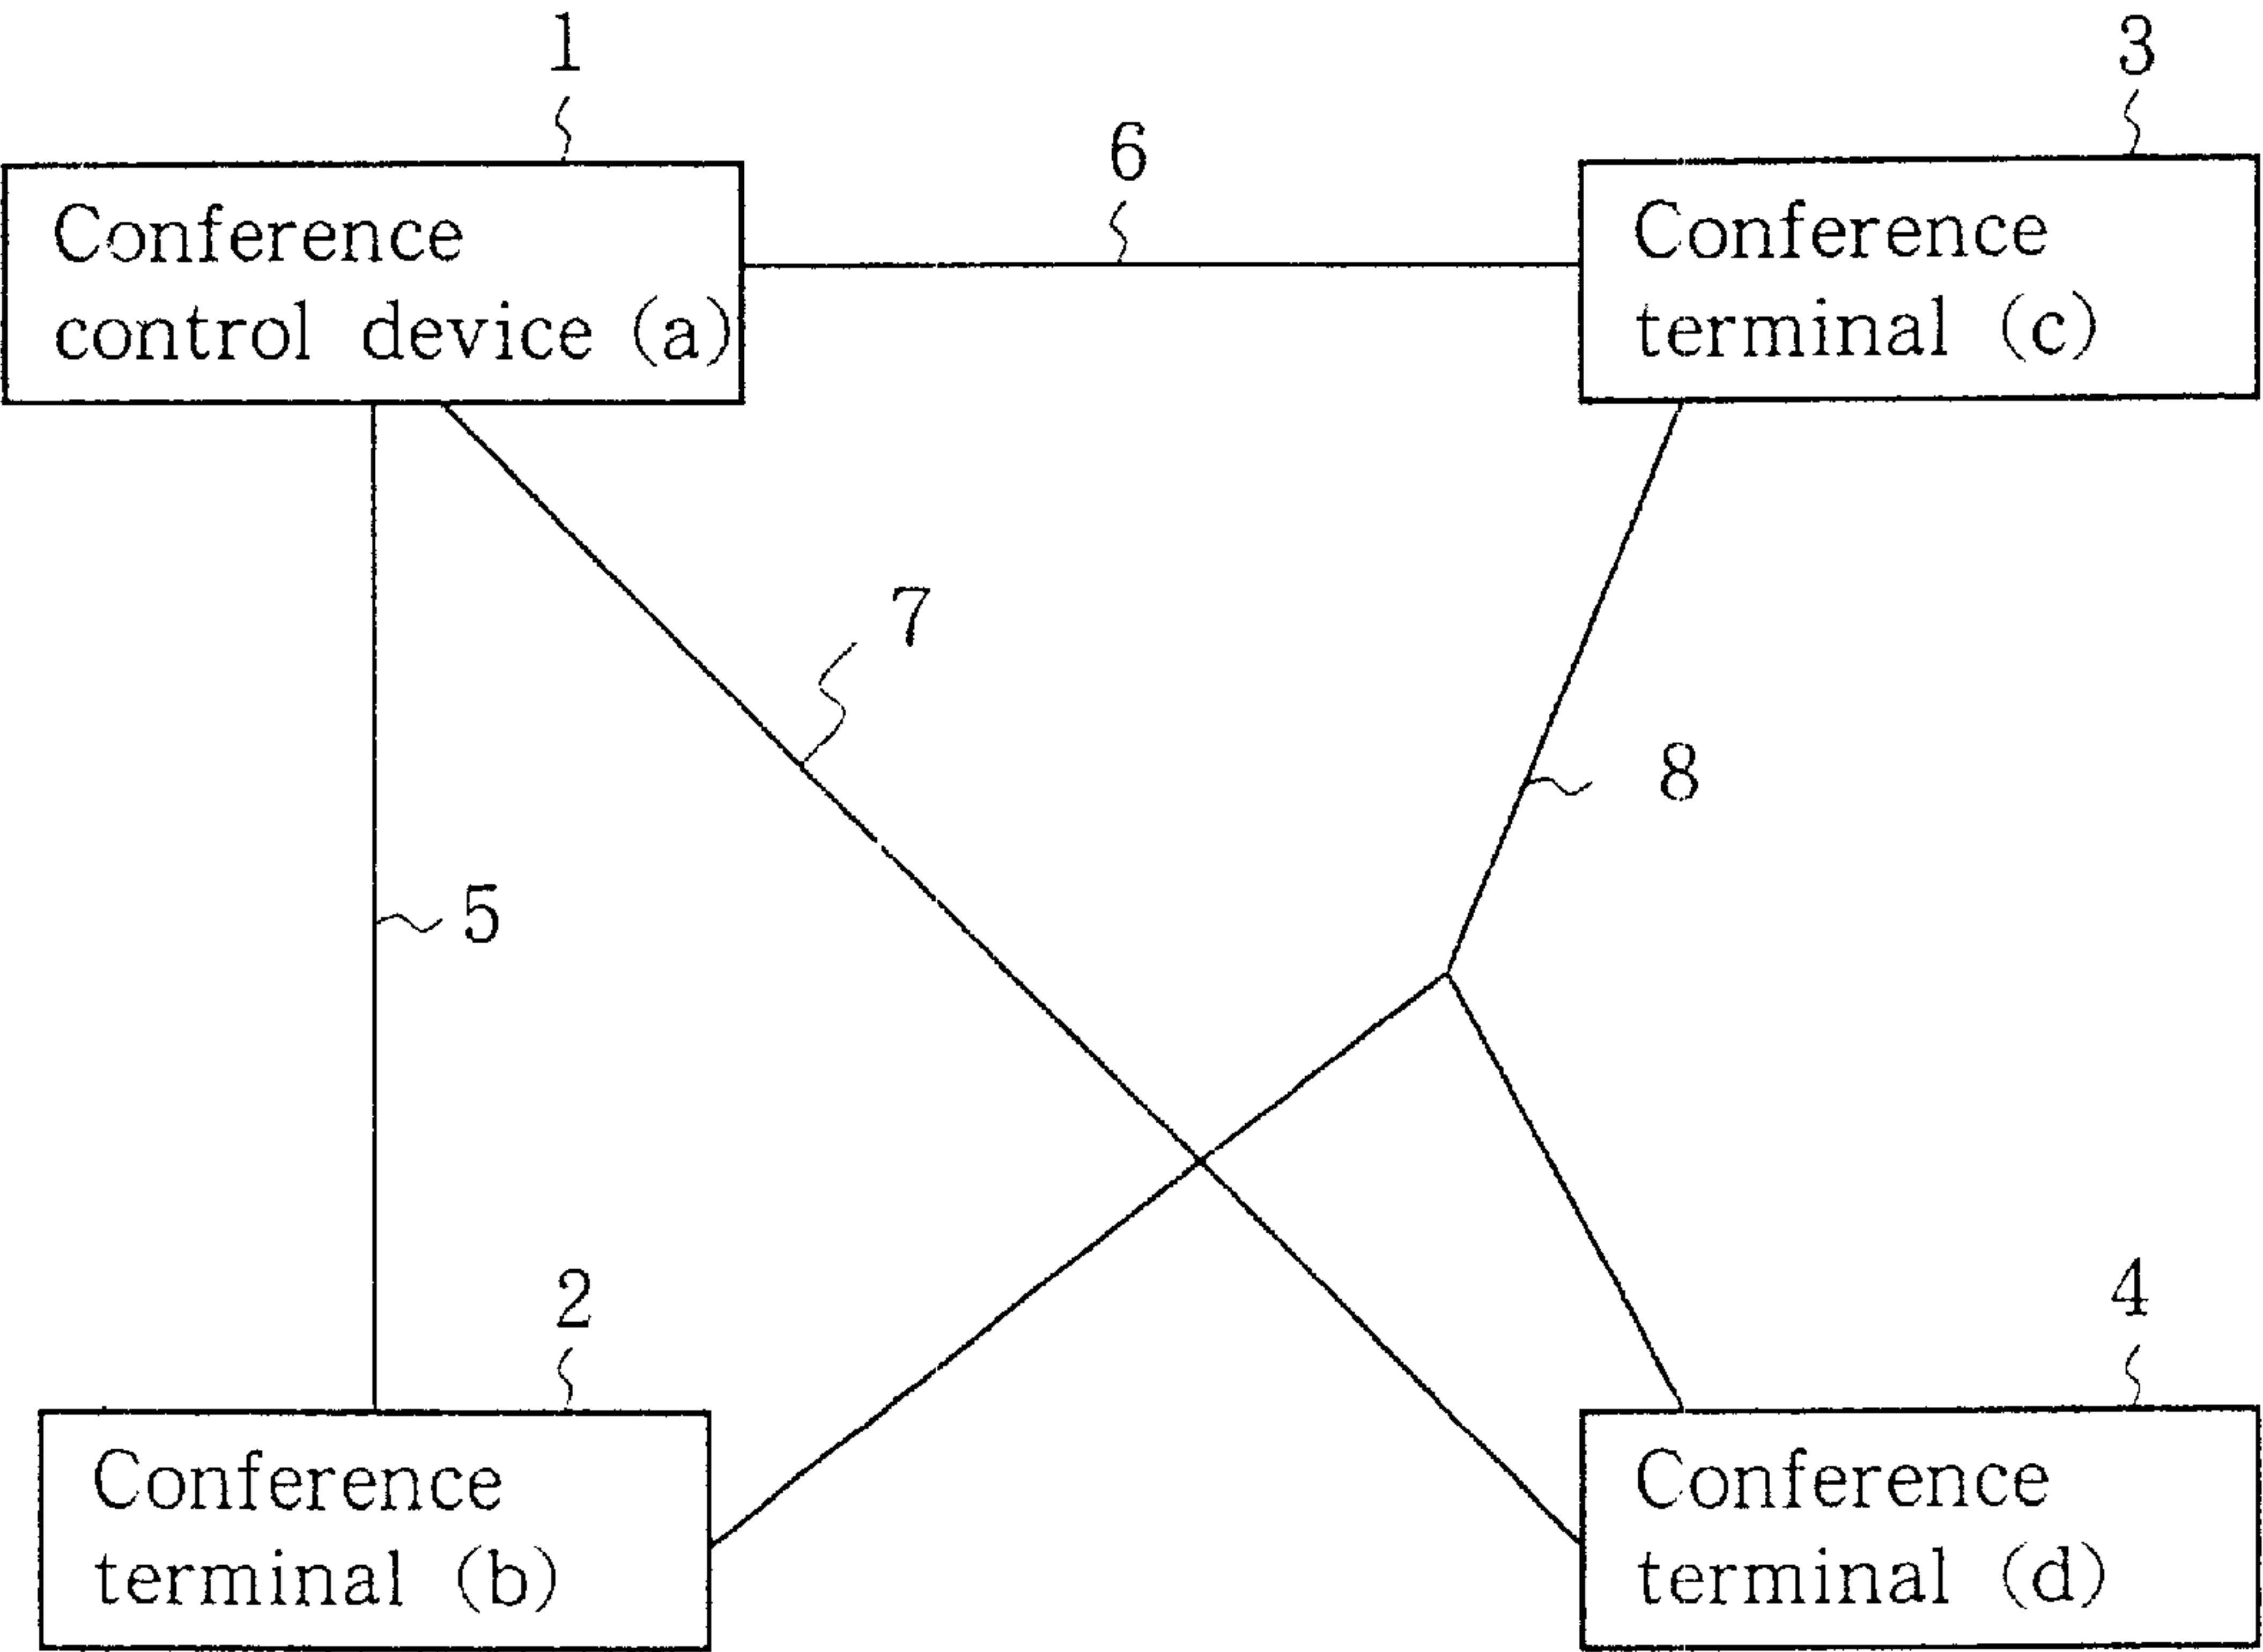 1
3
6
Conference
control device (a)
Conference
terminal (c)
7
8
5
2
4
Conference
terminal (b)
Conference
terminal (d)